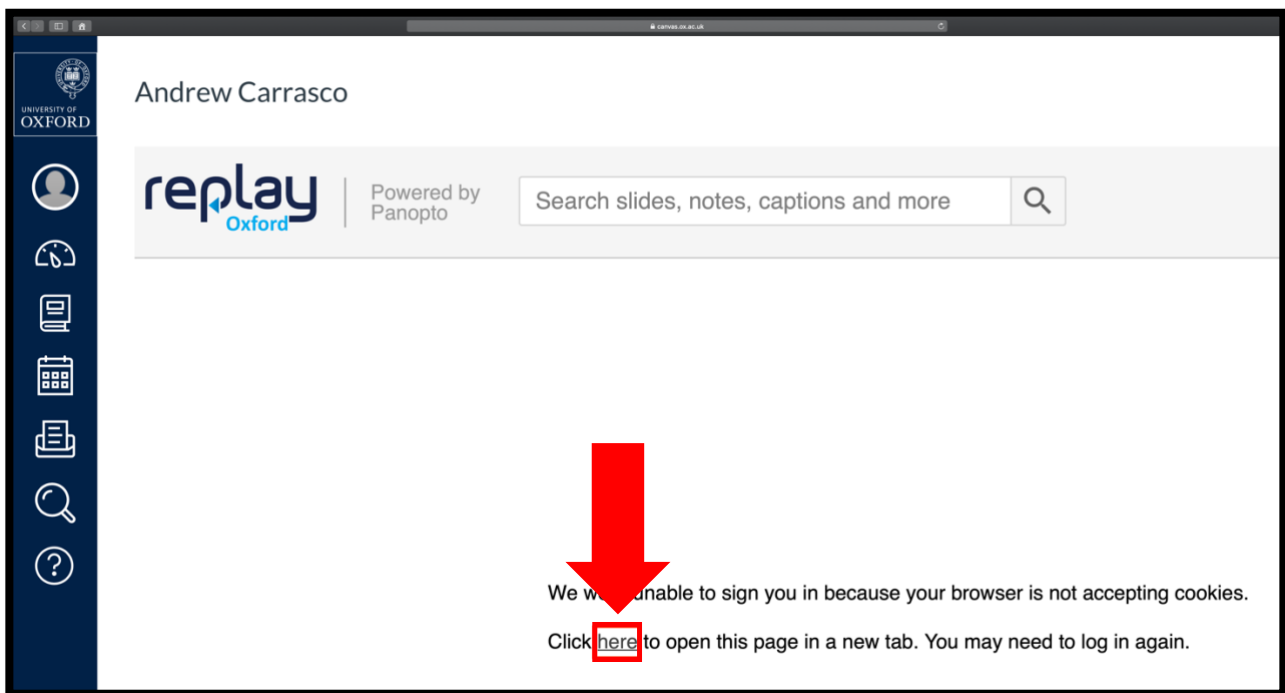 canvas.ox.ac.uk
UNIVERSITY OF
OXFORD
Andrew Carrasco
replay
Oxford
Powered by
Panopto
Search slides, notes, captions and more
We unable to sign you in because your browser is not accepting cookies.
Click here to open this page in a new tab. You may need to log in again.